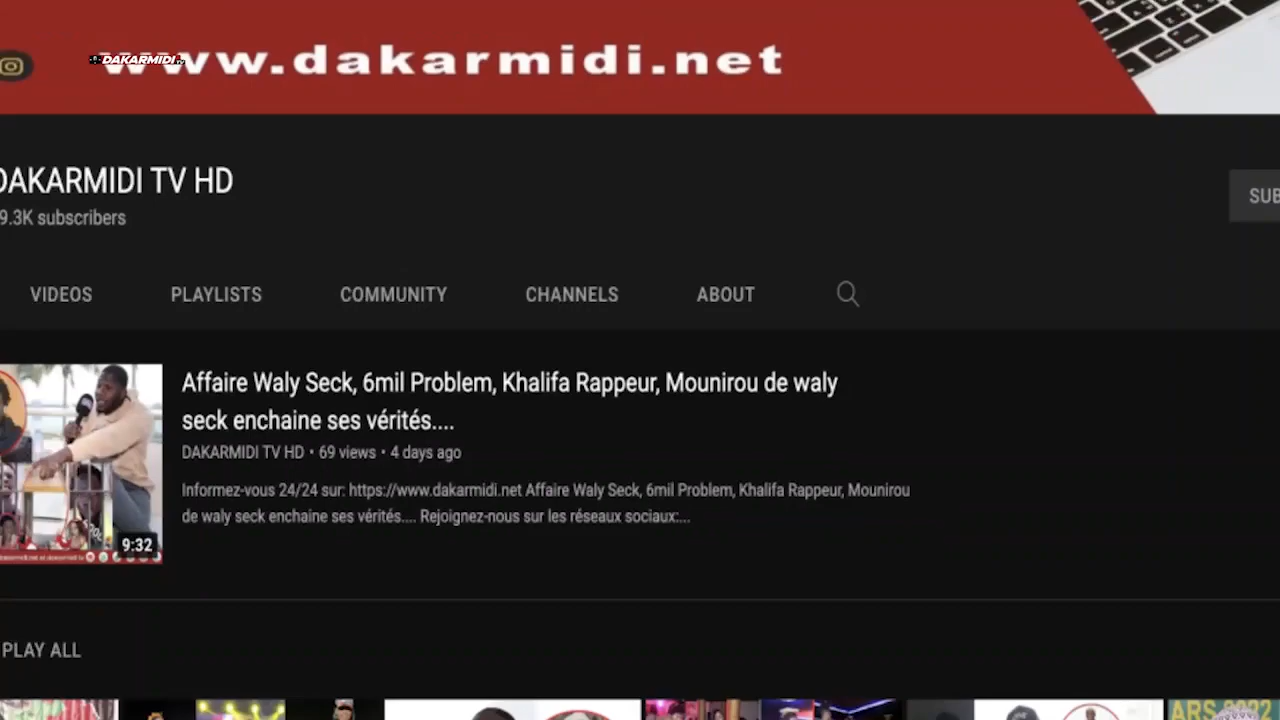 www.dakarmidi.net
DAKARMIDI
DAKARMIDI TV HD
9.3K subscribers
SUB
VIDEOS
PLAYLISTS
COMMUNITY
CHANNELS
ABOUT
Affaire Waly Seck, 6mil Problem, Khalifa Rappeur, Mounirou de waly
seck enchaine ses vérités....
DAKARMIDI TV HD • 69 views • 4 days ago
Informez-vous 24/24 sur: https://www.dakarmidi.net Affaire Waly Seck, 6mil Problem, Khalifa Rappeur, Mounirou
de waly seck enchaine ses vérités.... Rejoignez-nous sur les réseaux sociaux:...
9:32
PLAY ALL